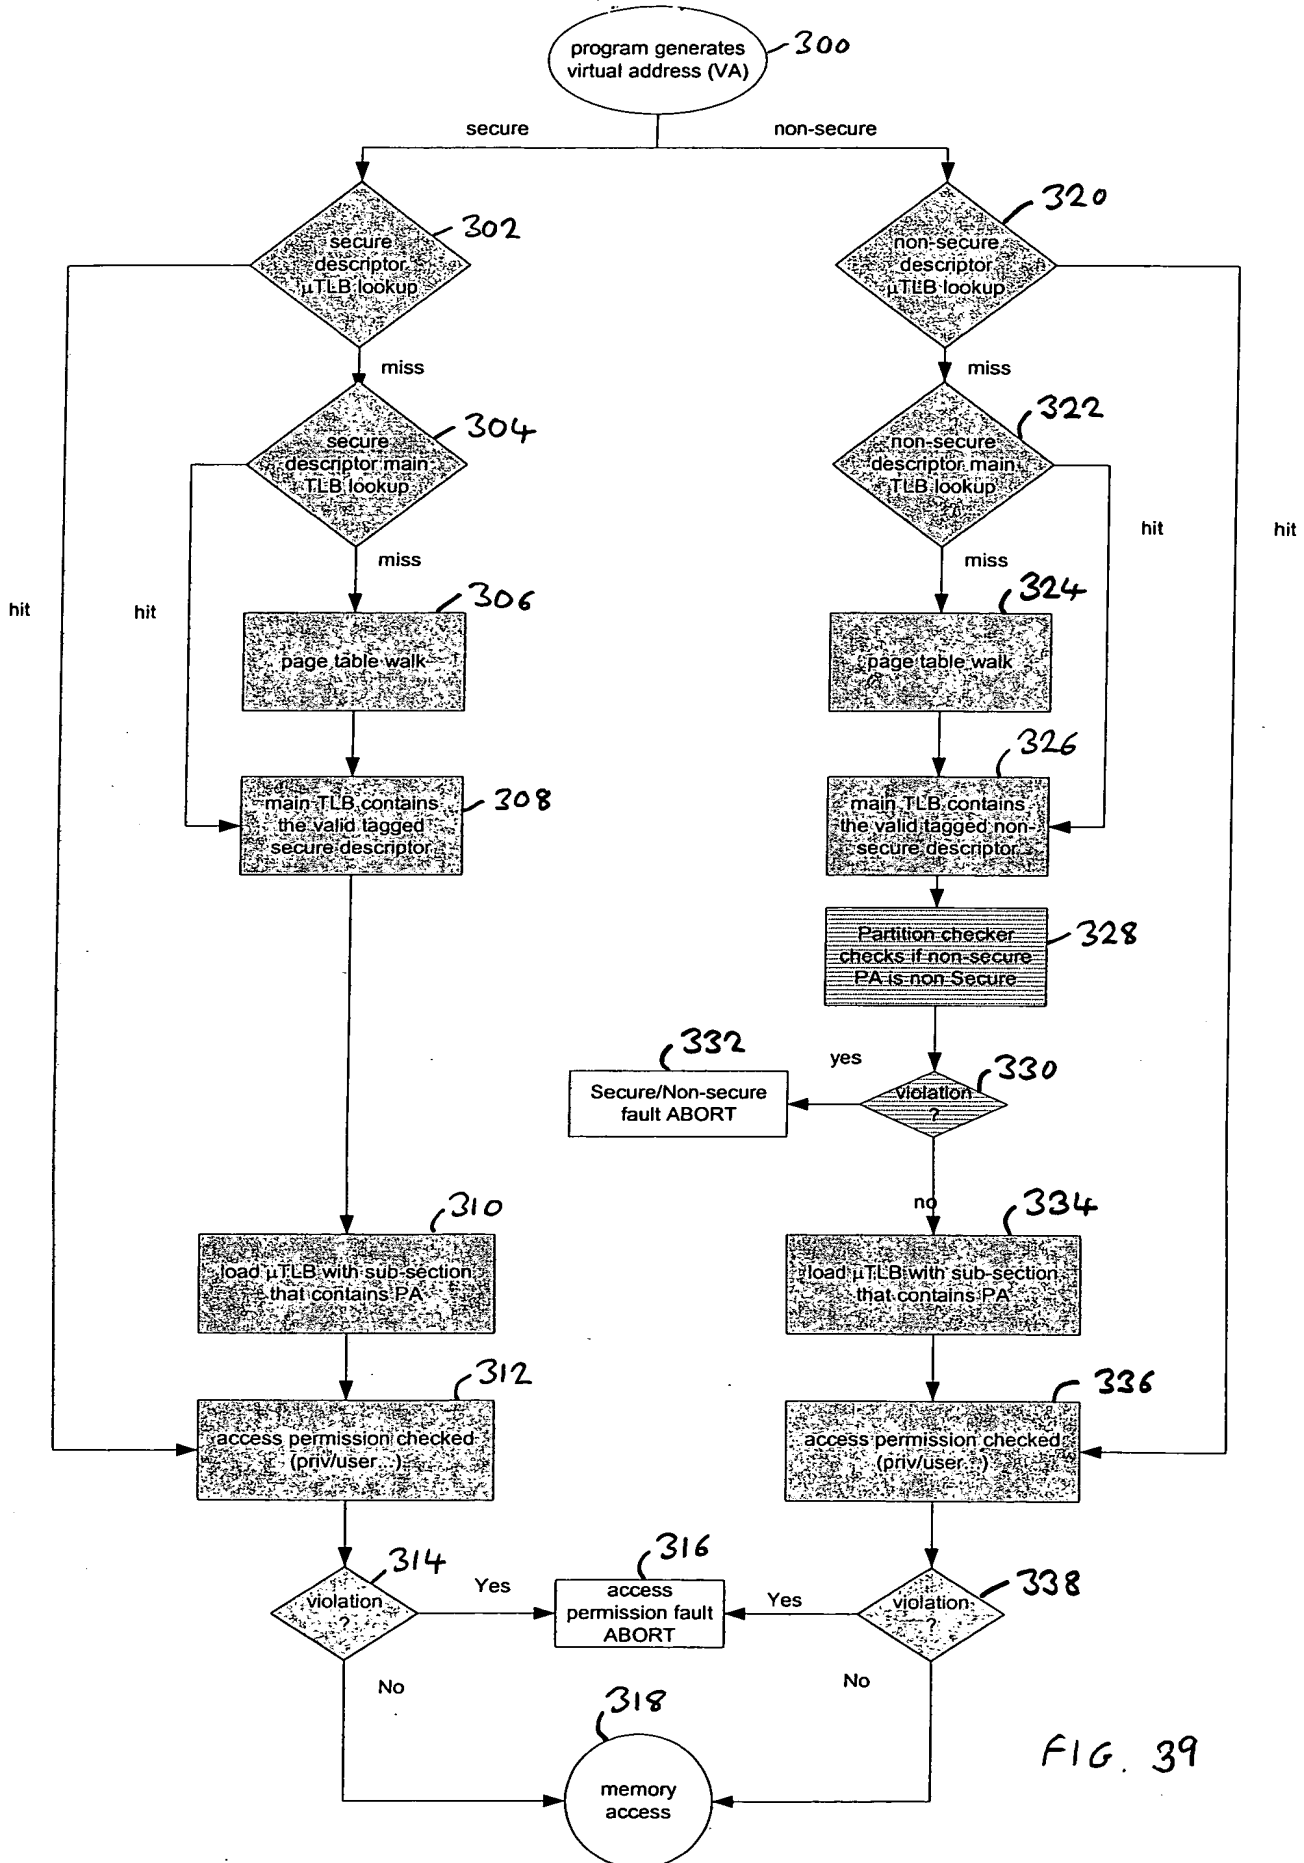 program generates
virtual address (VA)
300
secure
non-secure
secure
descriptor
µTLB lookup
302
non-secure
descriptor
µTLB lookup
320
miss
miss
secure
descriptor main
TLB lookup
304
non-secure
descriptor main
TLB lookup
322
hit
hit
miss
miss
hit
hit
page table walk
306
page table walk
324
main TLB contains
the valid tagged
secure descriptor
308
main TLB contains
the valid tagged non-
secure descriptor
326
Partition checker
checks if non-secure
PA is non Secure
328
yes
violation
?
330
Secure/Non-secure
fault ABORT
332
no
load µTLB with sub-section
that contains PA
310
load µTLB with sub-section
that contains PA
334
access permission checked
(priv/user...)
312
access permission checked
(priv/user...)
336
violation
?
314
Yes
access
permission fault
ABORT
316
Yes
violation
?
338
No
No
memory
access
318
FIG. 39